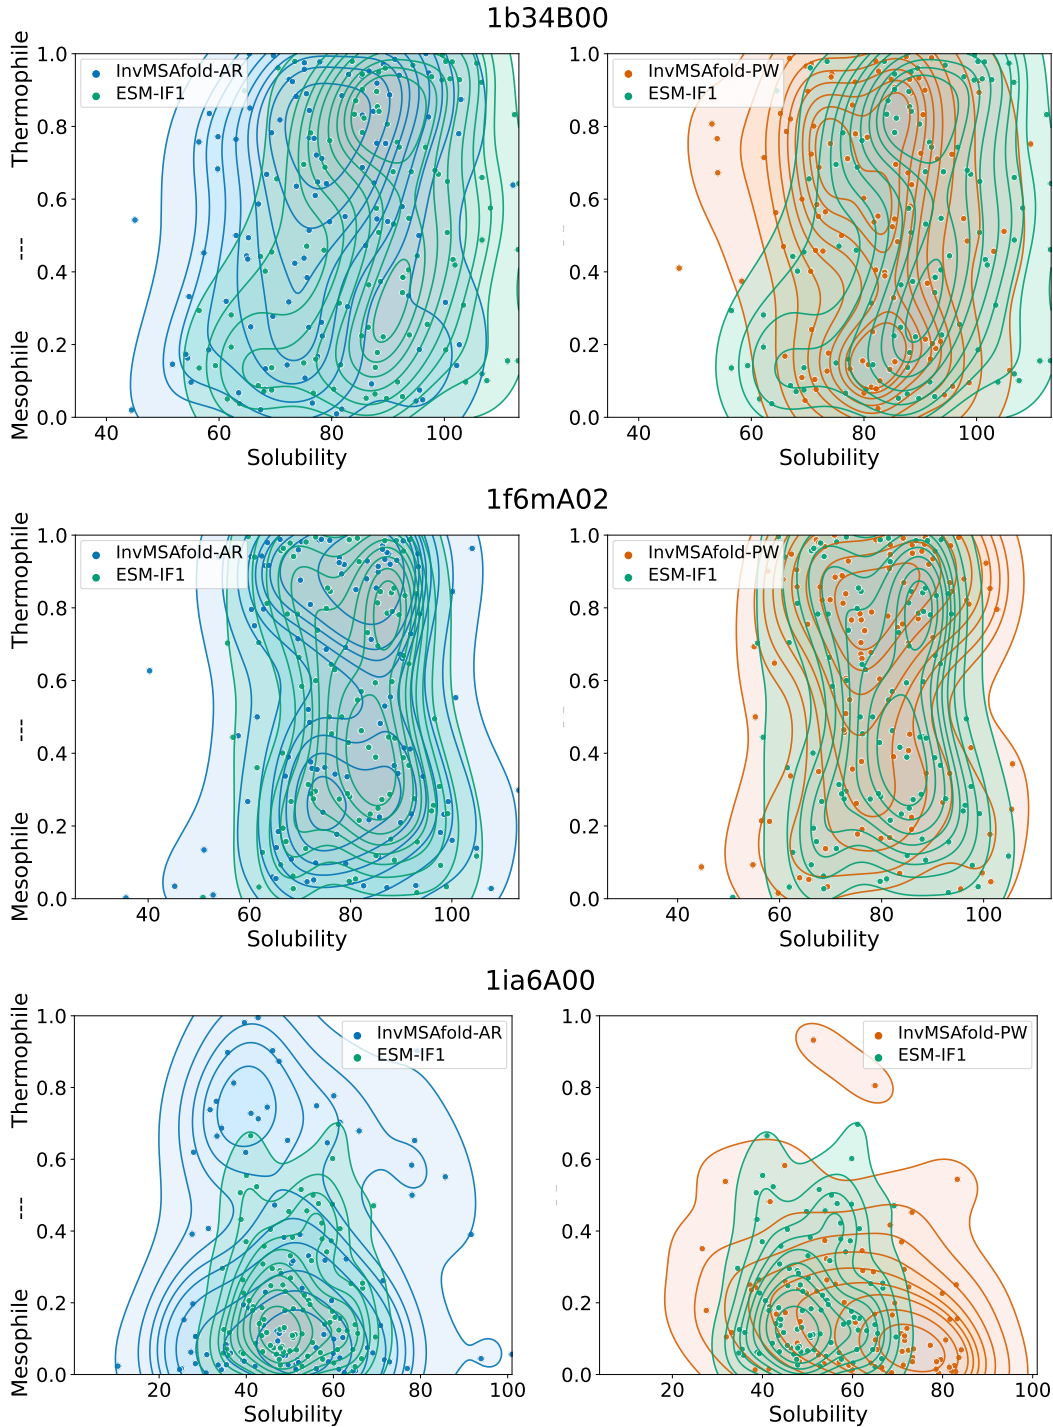 1b34B00
Thermophile
---
Mesophile
1.0
0.8
0.6
0.4
0.2
0.0
InvMSAfold-AR
ESM-IF1
40 60 80 100
Solubility
1.0
0.8
0.6
0.4
0.2
0.0
InvMSAfold-PW
ESM-IF1
40 60 80 100
Solubility
1f6mA02
Thermophile
---
Mesophile
1.0
0.8
0.6
0.4
0.2
0.0
InvMSAfold-AR
ESM-IF1
40 60 80 100
Solubility
1.0
0.8
0.6
0.4
0.2
0.0
InvMSAfold-PW
ESM-IF1
40 60 80 100
Solubility
1ia6A00
Thermophile
---
Mesophile
1.0
0.8
0.6
0.4
0.2
0.0
InvMSAfold-AR
ESM-IF1
20 40 60 80 100
Solubility
1.0
0.8
0.6
0.4
0.2
0.0
InvMSAfold-PW
ESM-IF1
20 40 60 80 100
Solubility